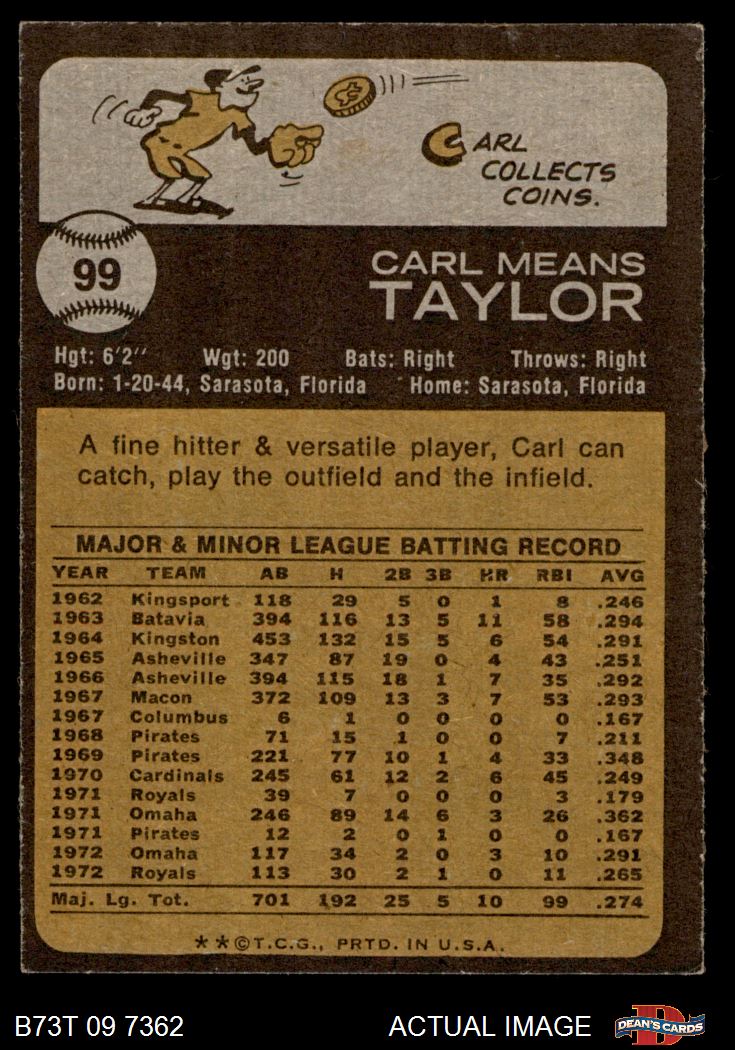 CARL
COLLECTS
COINS.
99
CARL MEANS
TAYLOR
Hgt: 6'2" Wgt: 200 Bats: Right Throws: Right
Born: 1-20-44, Sarasota, Florida Home: Sarasota, Florida
A fine hitter & versatile player, Carl can
catch, play the outfield and the infield.
MAJOR & MINOR LEAGUE BATTING RECORD
YEAR TEAM AB H 2B 3B HR RBI AVG
1962 Kingsport 118 29 5 0 1 8 .246
1963 Batavia 394 116 13 5 11 58 .294
1964 Kingston 453 132 15 5 6 54 .291
1965 Asheville 347 87 19 0 4 43 .251
1966 Asheville 394 115 18 1 7 35 .292
1967 Macon 372 109 13 3 7 53 .293
1967 Columbus 6 1 0 0 0 0 .167
1968 Pirates 71 15 1 0 0 7 .211
1969 Pirates 221 77 10 1 4 33 .348
1970 Cardinals 245 61 12 2 6 45 .249
1971 Royals 39 7 0 0 0 3 .179
1971 Omaha 246 89 14 6 3 26 .362
1971 Pirates 12 2 0 1 0 0 .167
1972 Omaha 117 34 2 0 3 10 .291
1972 Royals 113 30 2 1 0 11 .265
Maj. Lg. Tot. 701 192 25 5 10 99 .274
**©T.C.G., PRTD. IN U.S.A.
B73T 09 7362 ACTUAL IMAGE
D
DEAN'S CARDS